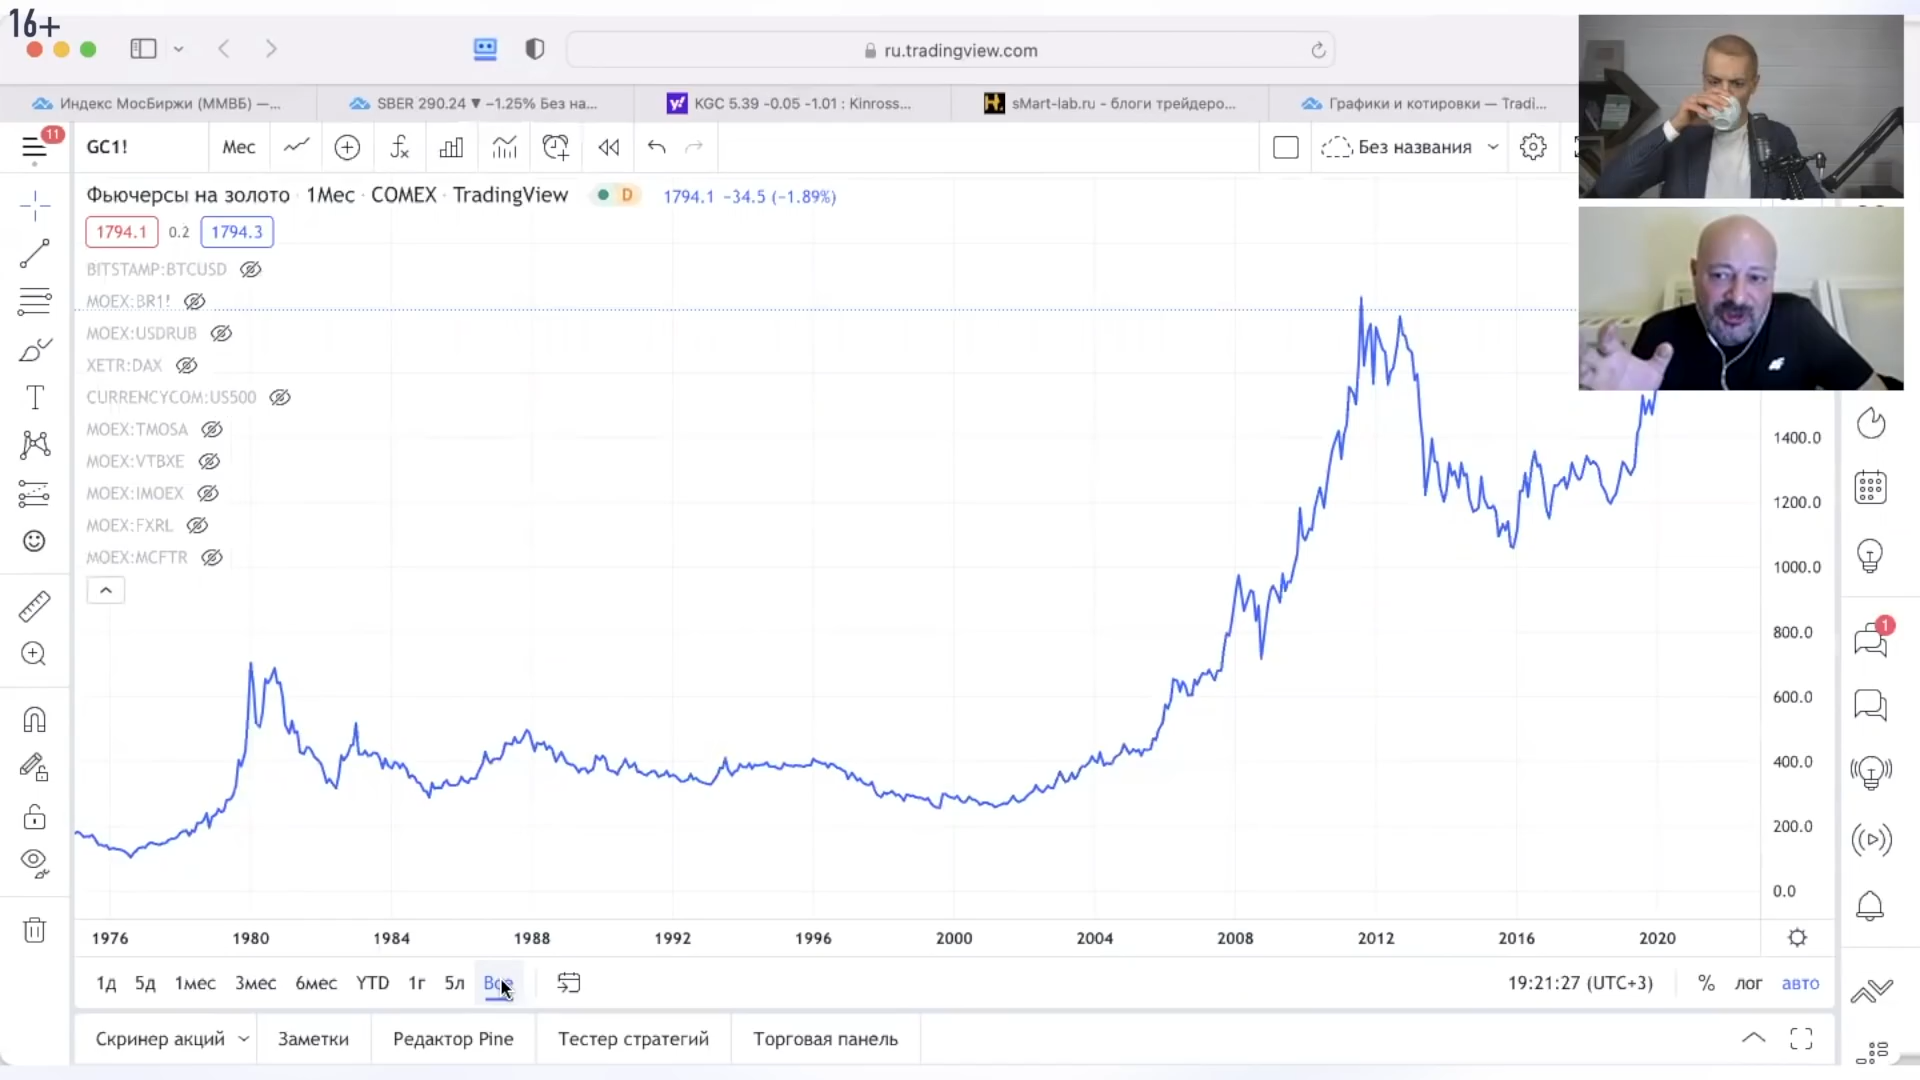 16+
ru.tradingview.com
Индекс МосБиржи (ММВБ) —...
SBER 290.24 ▼ −1.25% Без на...
KGC 5.39 -0.05 -1.01 : Kinross...
sMart-lab.ru - блоги трейдеро...
Графики и котировки — Tradi...
11
GC1!
Мес
Без названия
Фьючерсы на золото · 1Мес · COMEX · TradingView
D
1794.1 −34.5 (−1.89%)
1794.1
0.2
1794.3
BITSTAMP:BTCUSD
MOEX:BR1!
MOEX:USDRUB
XETR:DAX
CURRENCYCOM:US500
MOEX:TMOSA
MOEX:VTBXE
MOEX:IMOEX
MOEX:FXRL
MOEX:MCFTR
1400.0
1200.0
1000.0
800.0
600.0
400.0
200.0
0.0
1
1976 1980 1984 1988 1992 1996 2000 2004 2008 2012 2016 2020
1д 5д 1мес 3мес 6мес YTD 1г 5л Все
19:21:27 (UTC+3) % лог авто
Скринер акций Заметки Редактор Pine Тестер стратегий Торговая панель